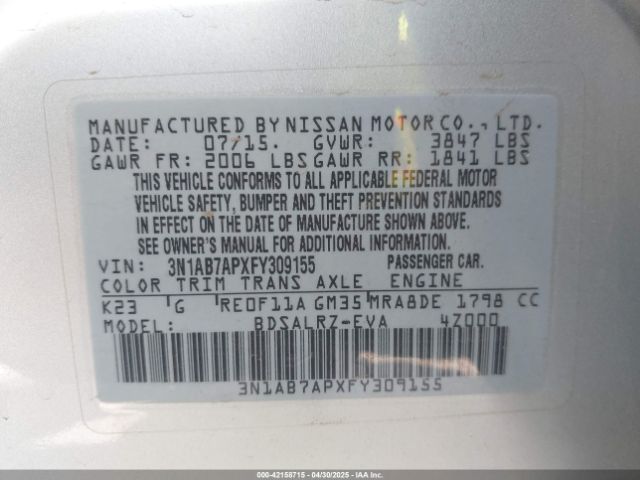 MANUFACTURED BY NISSAN MOTOR CO., LTD.
DATE: 07/15. GVWR: 3847 LBS
GAWR FR: 2006 LBS GAWR RR: 1841 LBS
THIS VEHICLE CONFORMS TO ALL APPLICABLE FEDERAL MOTOR
VEHICLE SAFETY, BUMPER AND THEFT PREVENTION STANDARDS
IN EFFECT ON THE DATE OF MANUFACTURE SHOWN ABOVE.
SEE OWNER'S MANUAL FOR ADDITIONAL INFORMATION.
VIN: 3N1AB7APXFY309155 PASSENGER CAR.
COLOR TRIM TRANS AXLE ENGINE
K23 G RE0F11A GM35 MRA8DE 1798 CC
MODEL: BDSALRZ-EVA 4Z000
3N1AB7APXFY309155
000-42158715 - 04/30/2025 - IAAI.COM